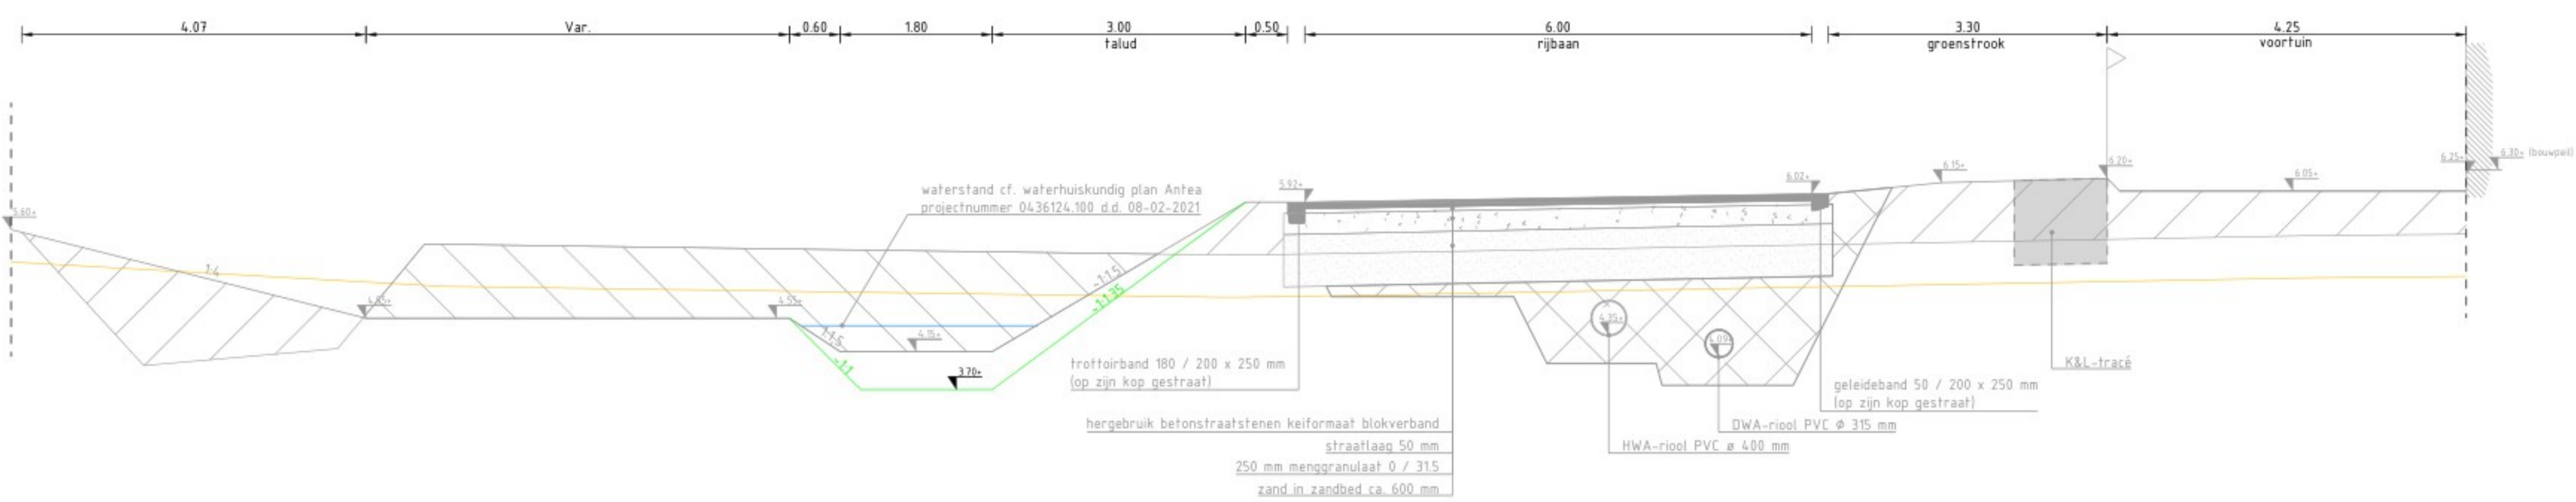 4.07
Var.
0.60
1.80
3.00
talud
0.50
6.00
rijbaan
3.30
groenstrook
4.25
voortuin
waterstand cf. waterhuiskundig plan Antea
projectnummer 0436124.100 d.d. 08-02-2021
5.60+
1:4
4.55+
1:1.5
4.15+
~1:1.5
~1:1.35
~1:1
3.70+
5.92+
6.02+
6.15+
6.20+
6.05+
6.25+
6.30+ (bouwpeil)
4.35+
4.09+
trottoirband 180 / 200 x 250 mm
(op zijn kop gestraat)
K&L-tracé
geleideband 50 / 200 x 250 mm
(op zijn kop gestraat)
hergebruik betonstraatstenen keiformaat blokverband
straatlaag 50 mm
250 mm menggranulaat 0 / 31.5
zand in zandbed ca. 600 mm
DWA-riool PVC Ø 315 mm
HWA-riool PVC ø 400 mm